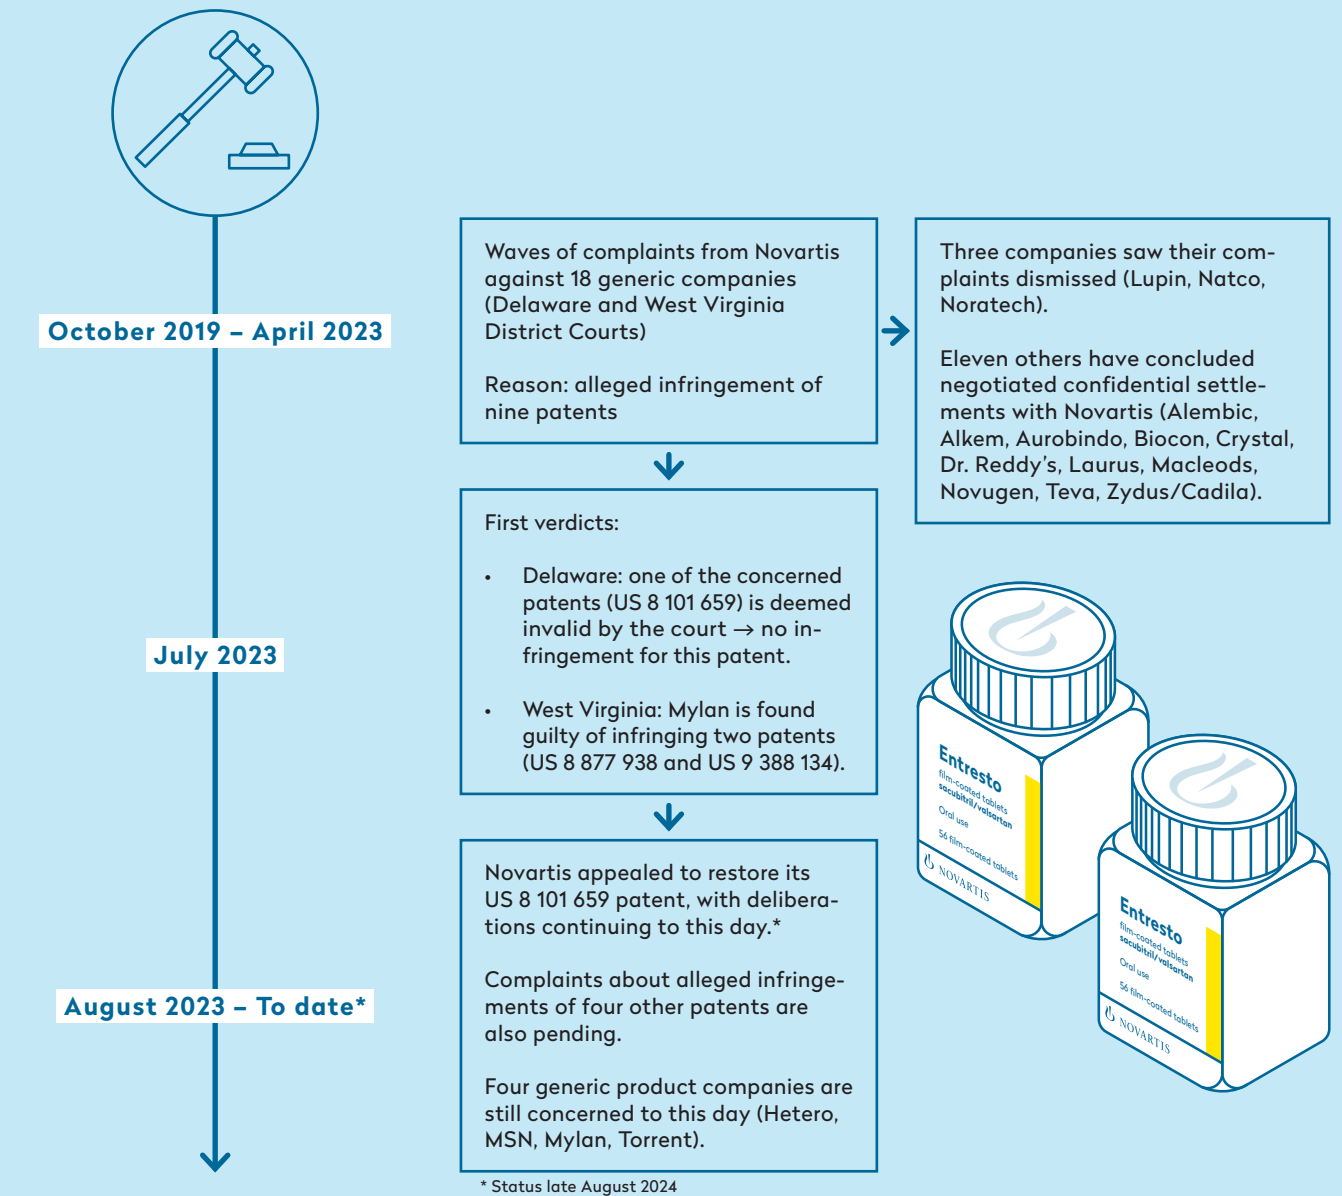 October 2019 – April 2023
Waves of complaints from Novartis
against 18 generic companies
(Delaware and West Virginia
District Courts)
Reason: alleged infringement of
nine patents
Three companies saw their com-
plaints dismissed (Lupin, Natco,
Noratech).
Eleven others have concluded
negotiated confidential settle-
ments with Novartis (Alembic,
Alkem, Aurobindo, Biocon, Crystal,
Dr. Reddy’s, Laurus, Macleods,
Novugen, Teva, Zydus/Cadila).
July 2023
First verdicts:
• Delaware: one of the concerned
patents (US 8 101 659) is deemed
invalid by the court → no in-
fringement for this patent.
• West Virginia: Mylan is found
guilty of infringing two patents
(US 8 877 938 and US 9 388 134).
August 2023 – To date*
Novartis appealed to restore its
US 8 101 659 patent, with delibera-
tions continuing to this day.*
Complaints about alleged infringe-
ments of four other patents are
also pending.
Four generic product companies are
still concerned to this day (Hetero,
MSN, Mylan, Torrent).
* Status late August 2024
Entresto
film-coated tablets
sacubitril/valsartan
Oral use
56 film-coated tablets
NOVARTIS
Entresto
film-coated tablets
sacubitril/valsartan
Oral use
56 film-coated tablets
NOVARTIS